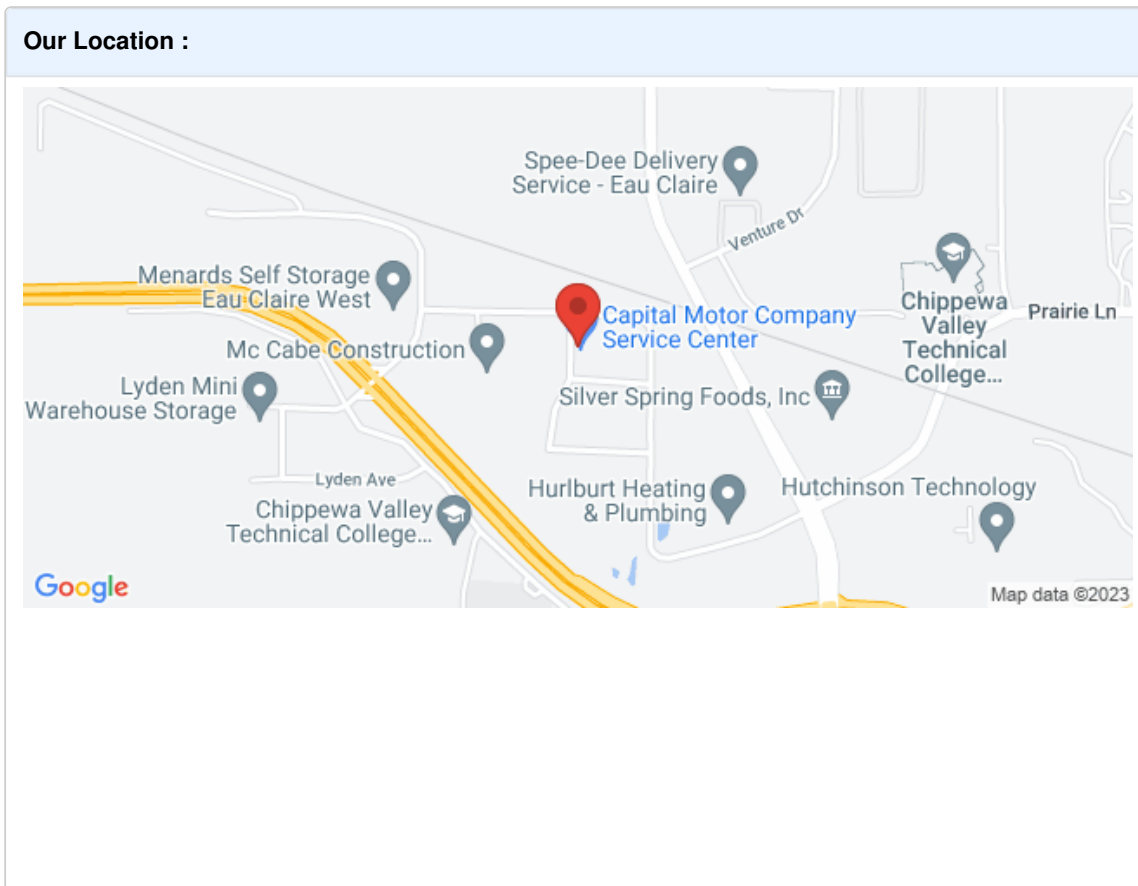 Our Location :
Spee-Dee Delivery
Service - Eau Claire
Venture Dr
Menards Self Storage
Eau Claire West
Chippewa
Valley
Technical
College...
Prairie Ln
Capital Motor Company
Service Center
Mc Cabe Construction
Lyden Mini
Warehouse Storage
Silver Spring Foods, Inc
Lyden Ave
Hurlburt Heating
& Plumbing
Hutchinson Technology
Chippewa Valley
Technical College...
Google
Map data ©2023